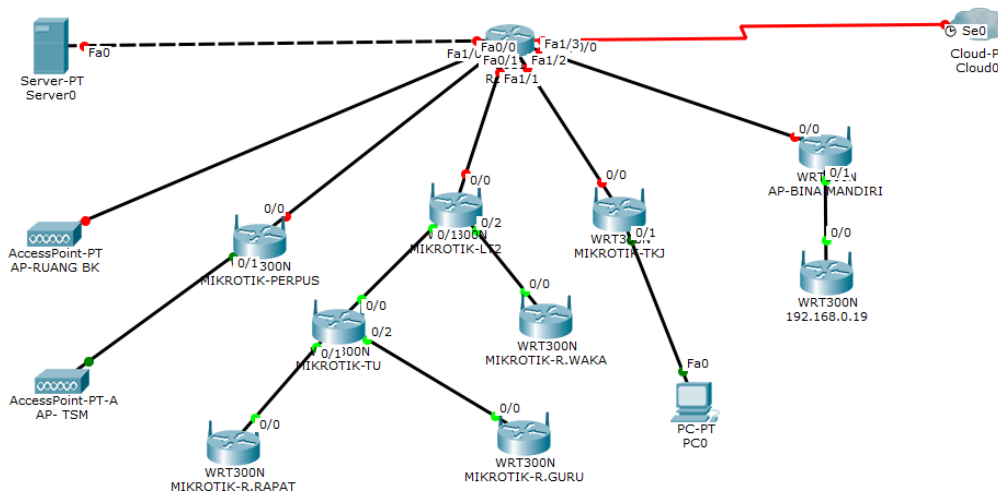 Fa0
Server-PT
Server0
Fa0/0
Fa1/3
0/0
Fa0/1
Fa1/2
Fa1/1
Se0
Cloud0
0/0
0/1
AP-BINA MANDIRI
0/0
WRT300N
192.168.0.19
0/0
0/1
MIKROTIK-TKJ
Fa0
PC-PT
PC0
0/0
0/1
0/2
MIKROTIK-LT2
0/0
WRT300N
MIKROTIK-R.WAKA
0/0
0/1
MIKROTIK-PERPUS
AccessPoint-PT
AP-RUANG BK
AccessPoint-PT-A
AP- TSM
0/0
0/1
0/2
MIKROTIK-TU
0/0
WRT300N
MIKROTIK-R.RAPAT
0/0
WRT300N
MIKROTIK-R.GURU